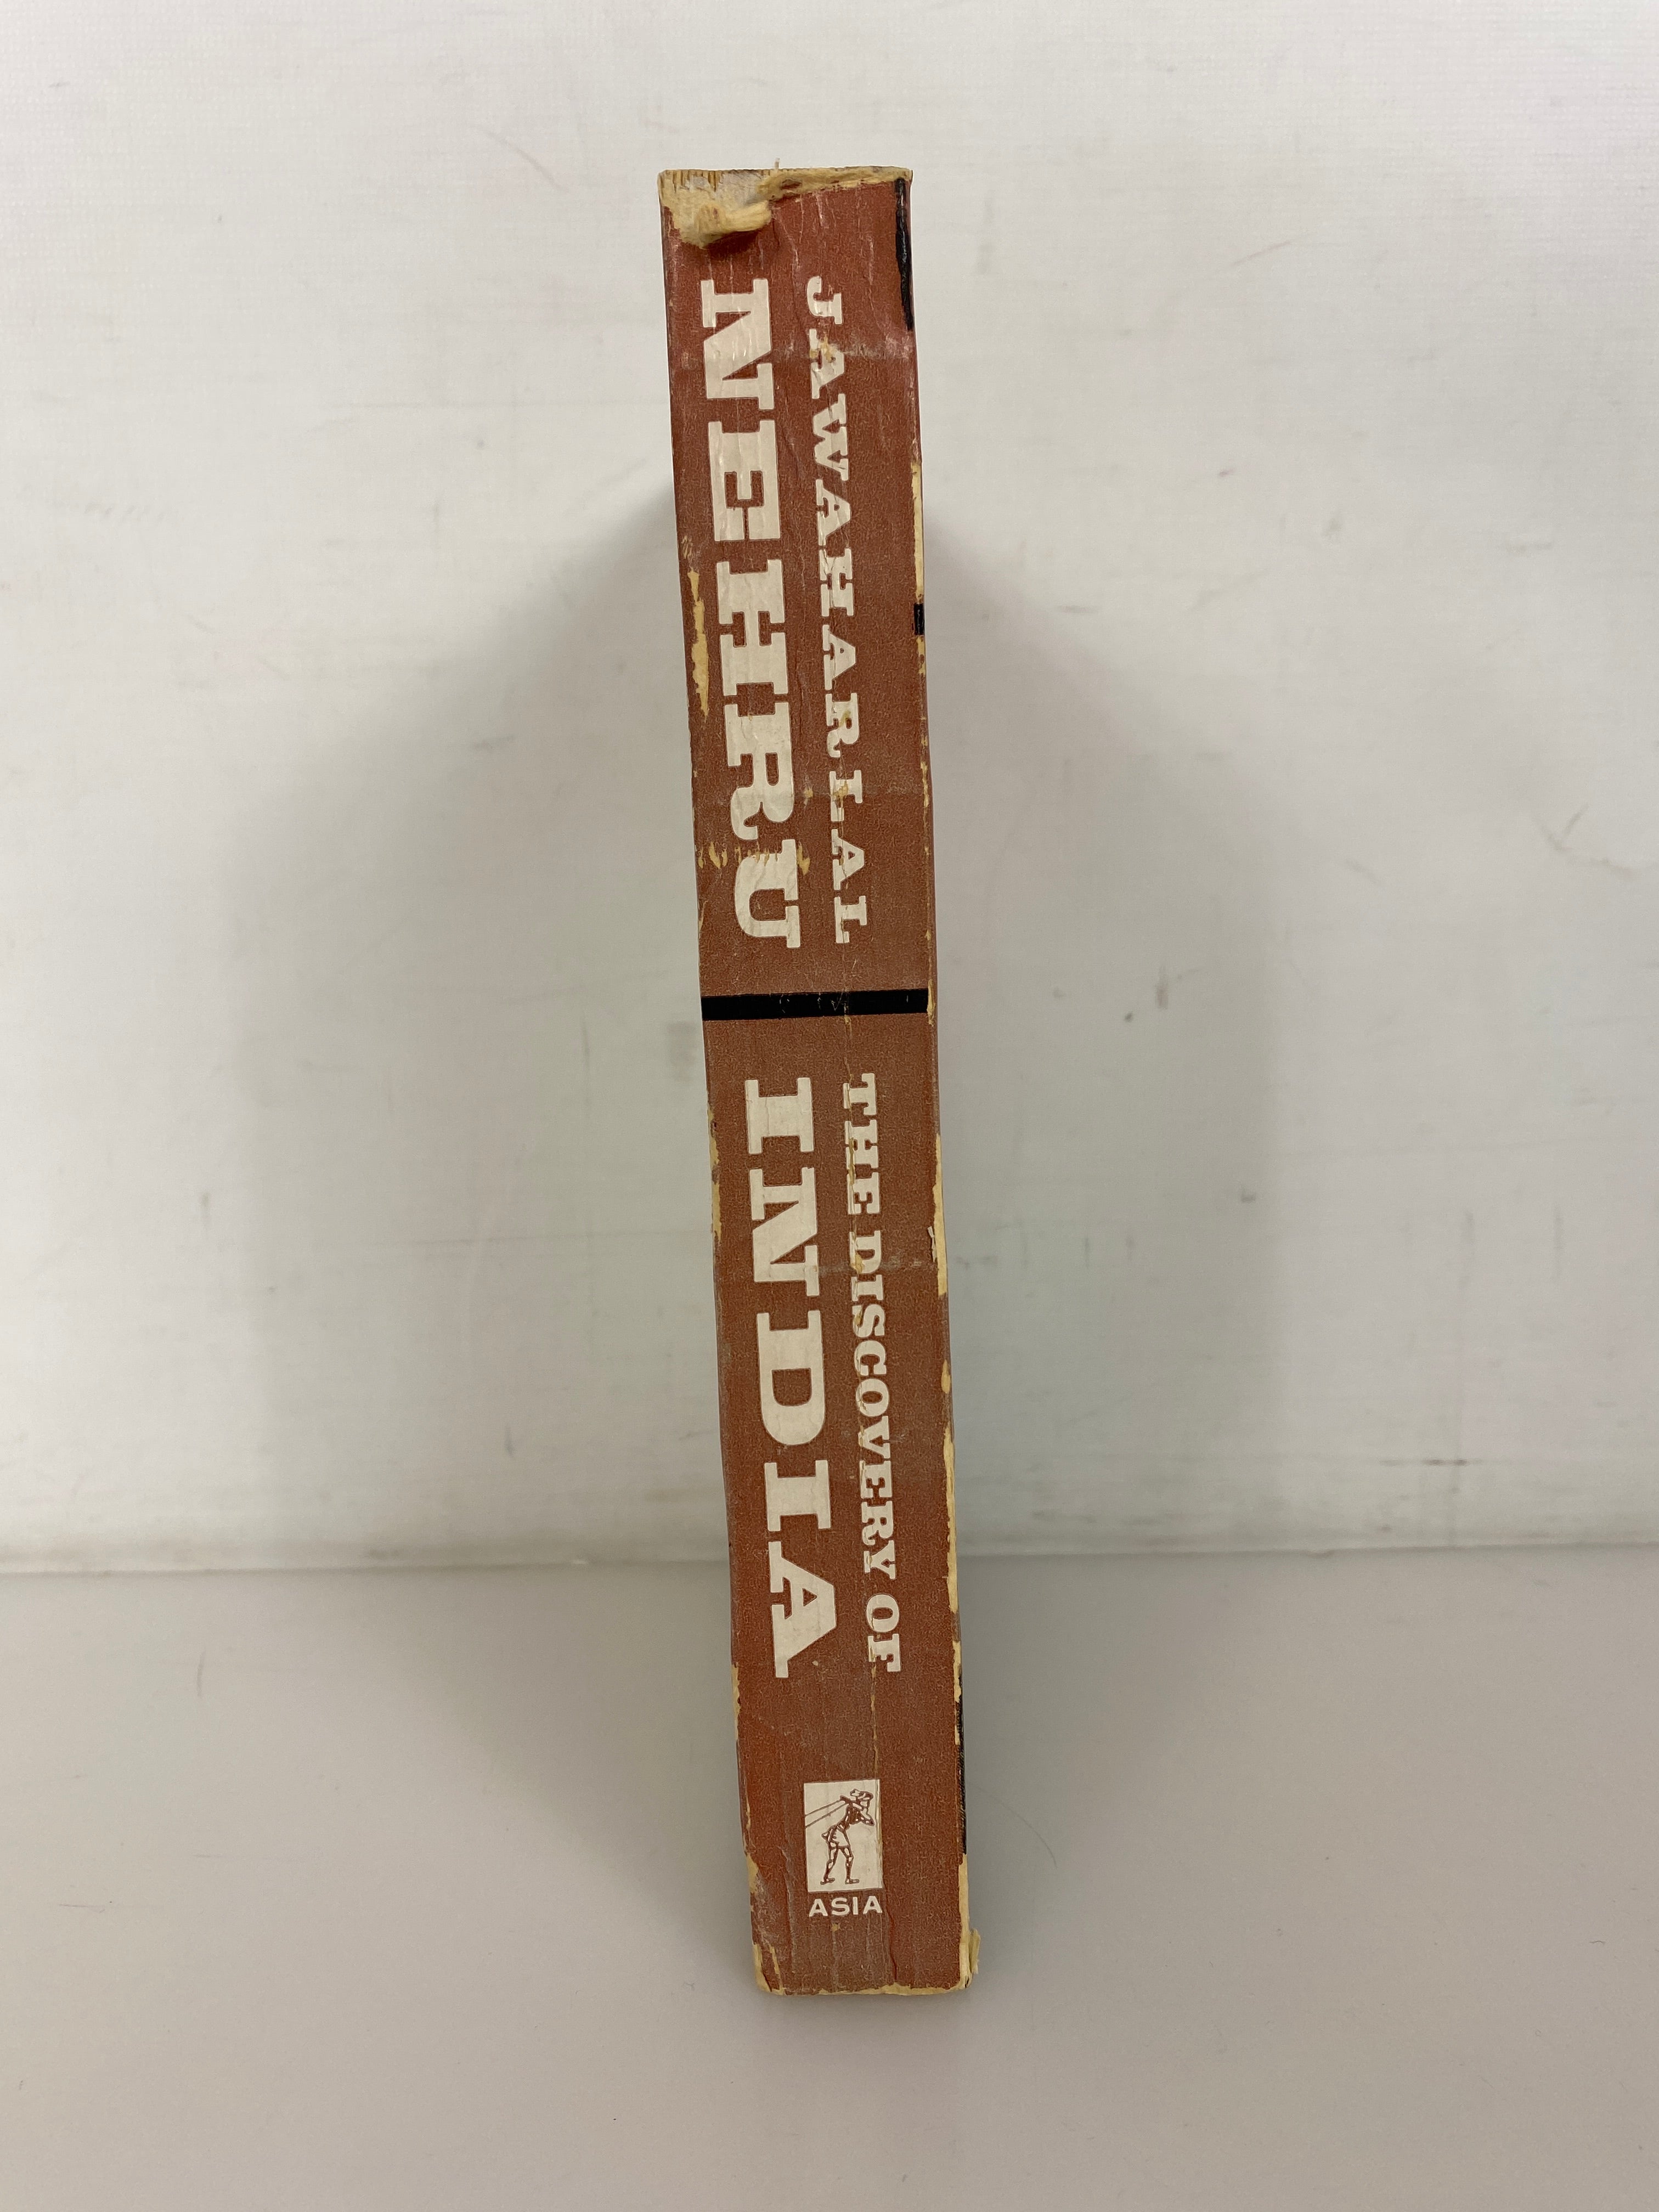 JAWAHARLAL
NEHRU
THE DISCOVERY OF
INDIA
ASIA